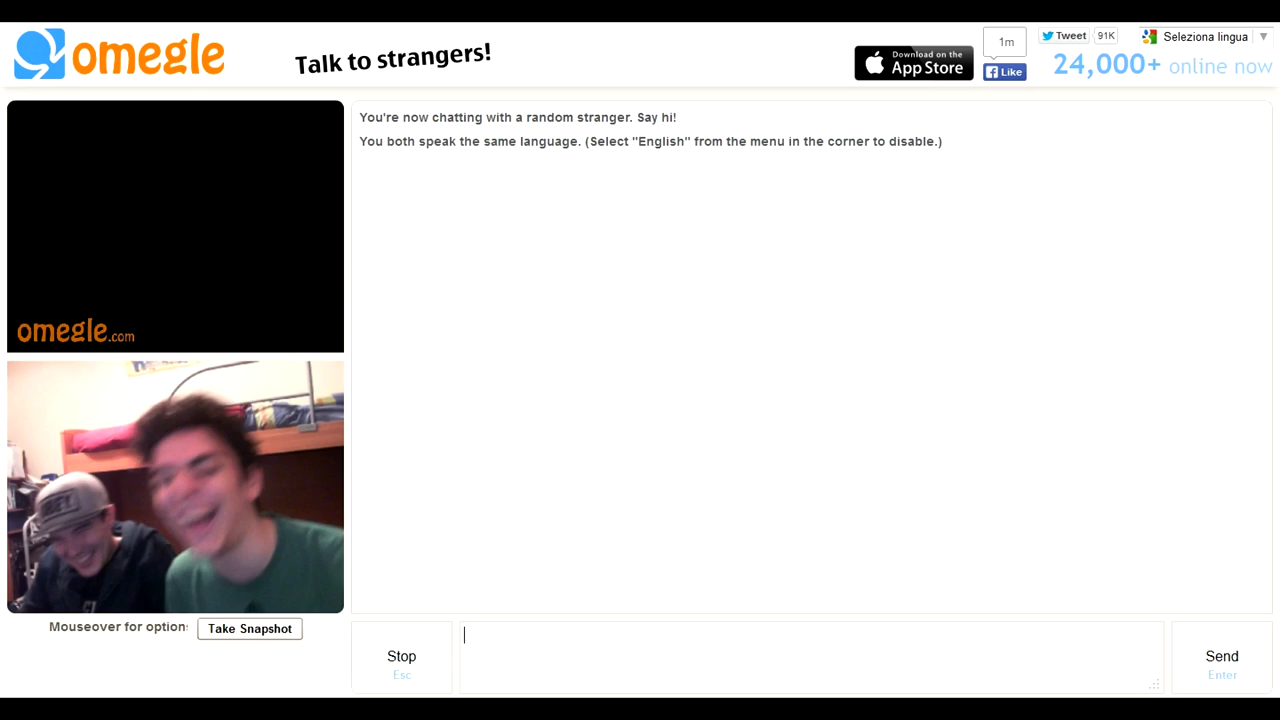 omegle
Talk to strangers!
Download on the
App Store
1m
Like
Tweet
91K
Seleziona lingua
24,000+ online now
You're now chatting with a random stranger. Say hi!
You both speak the same language. (Select "English" from the menu in the corner to disable.)
omegle.com
Mouseover for option
Take Snapshot
Stop
Esc
Send
Enter